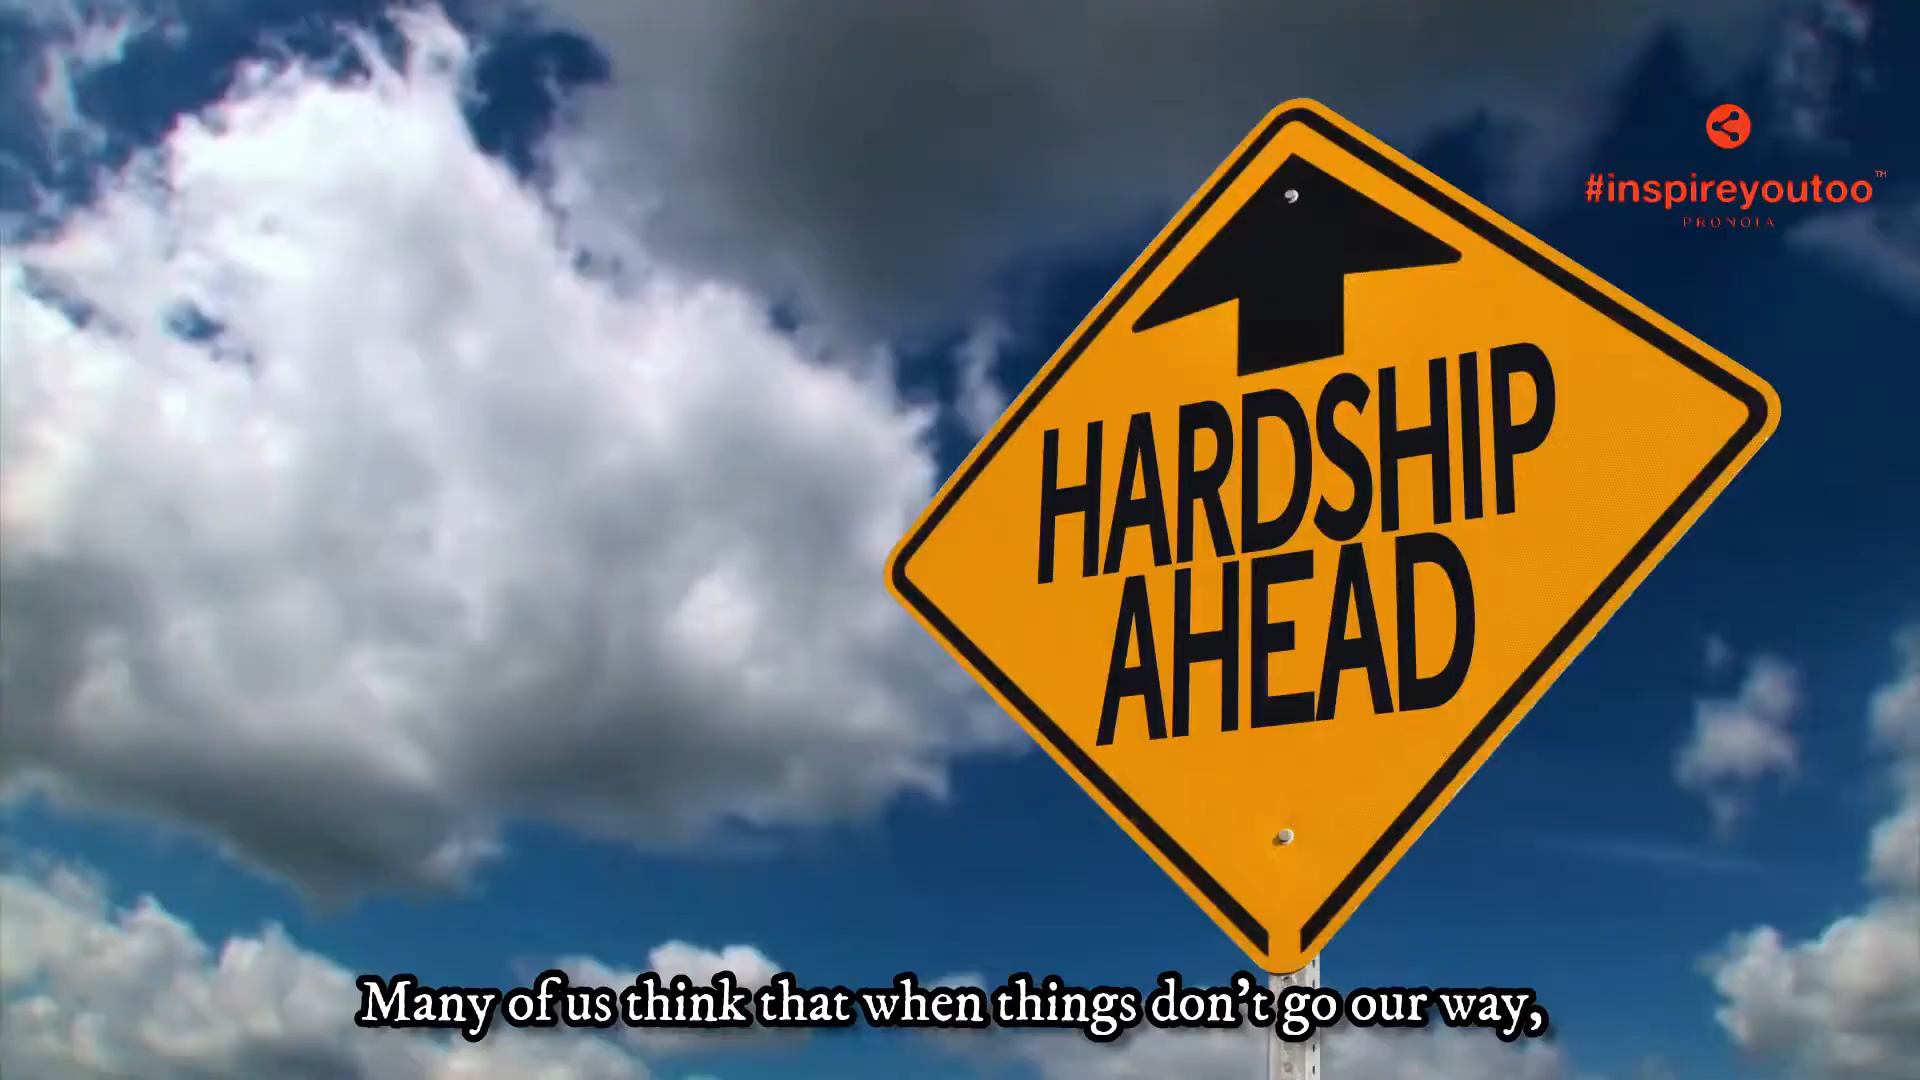 #inspireyoutoo™
PRONOIA
HARDSHIP
AHEAD
Many of us think that when things don't go our way,